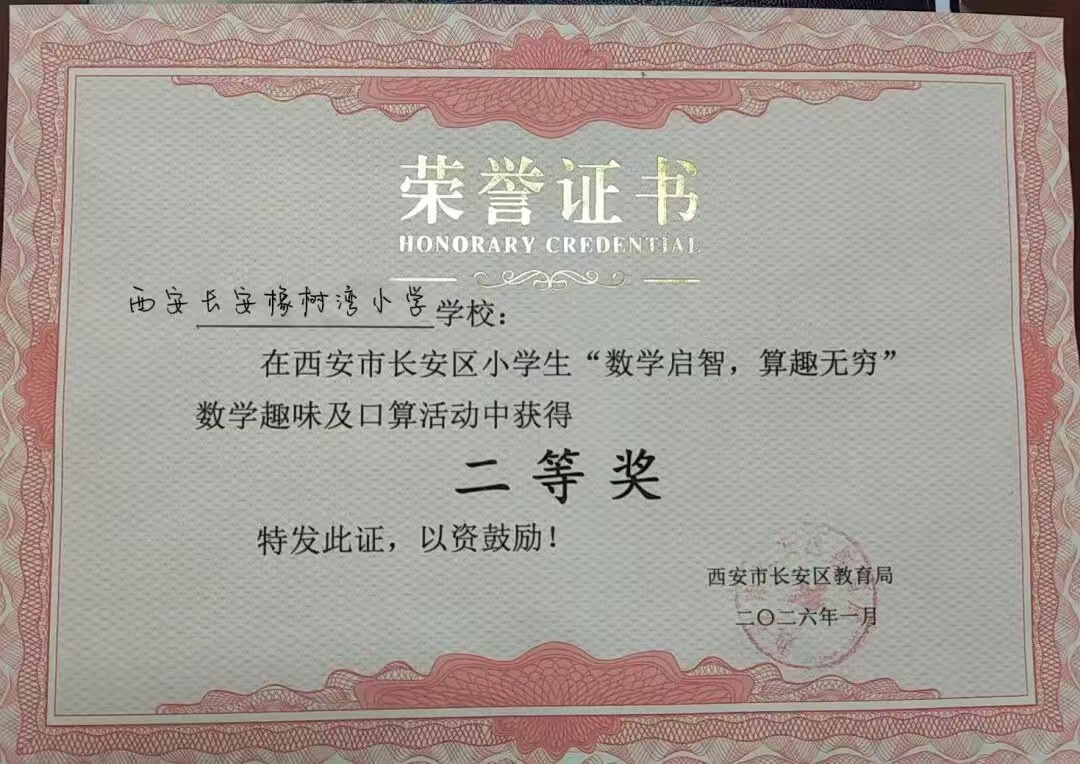 荣誉证书
HONORARY CREDENTIAL
西安长安橡树湾小学学校：
在西安市长安区小学生“数学启智，算趣无穷”
数学趣味及口算活动中获得
二等奖
特发此证，以资鼓励！
西安市长安区教育局
二〇二六年一月